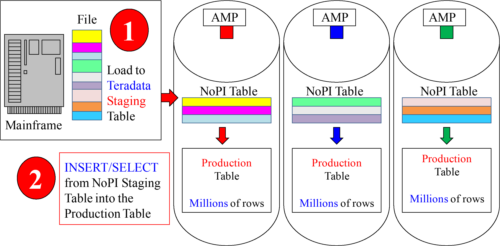 File
1
Load to
Teradata
Staging
Table
Mainframe
2
INSERT/SELECT
from NoPI Staging
Table into the
Production Table
AMP
NoPI Table
Production
Table
Millions of rows
AMP
NoPI Table
Production
Table
Millions of rows
AMP
NoPI Table
Production
Table
Millions of rows